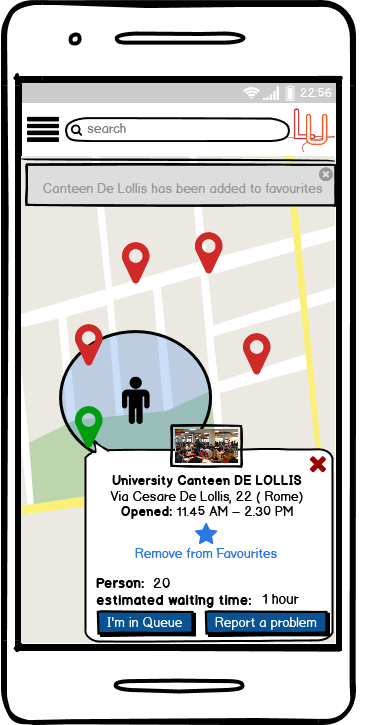 22:56
search
LU
Canteen De Lollis has been added to favourites
University Canteen DE LOLLIS
Via Cesare De Lollis, 22 ( Rome)
Opened: 11.45 AM – 2.30 PM
Remove from Favourites
Person: 20
estimated waiting time: 1 hour
I'm in Queue
Report a problem